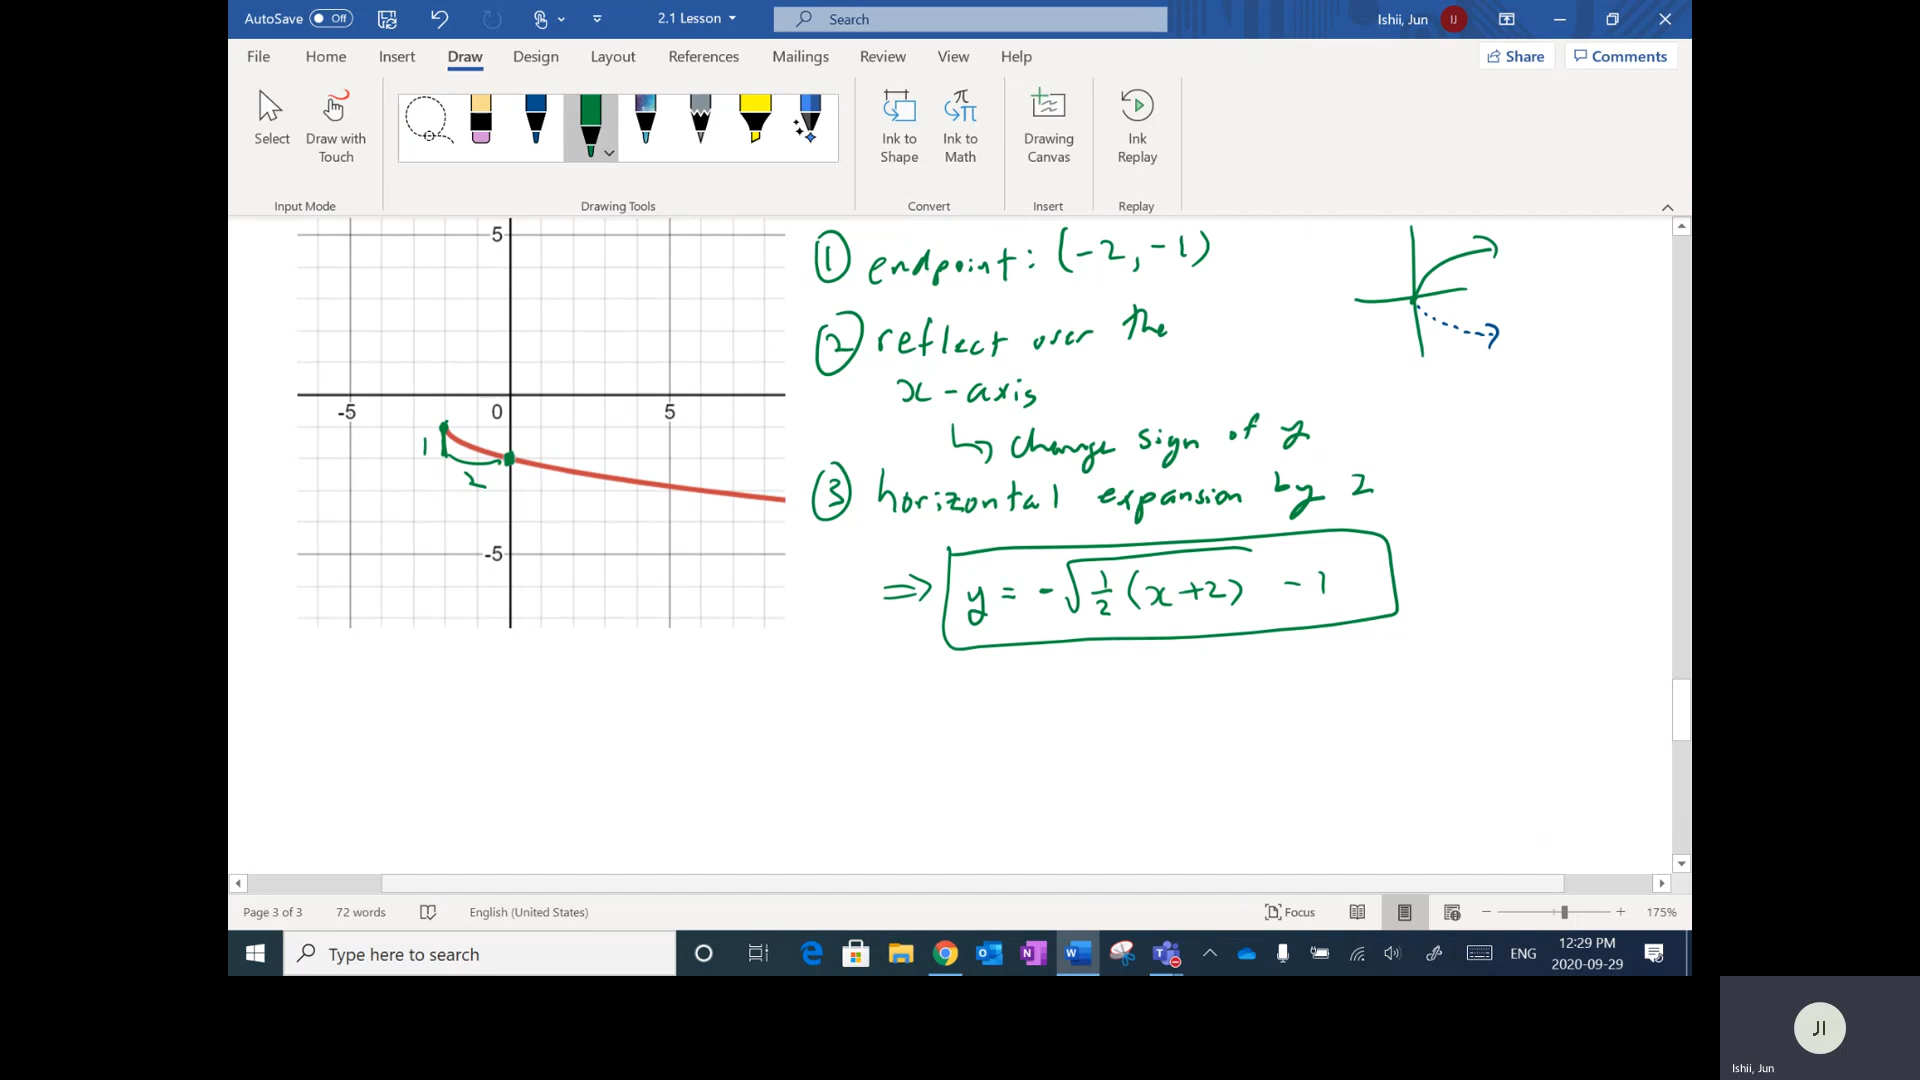 AutoSave Off 2.1 Lesson Search Ishii, Jun IJ
File Home Insert Draw Design Layout References Mailings Review View Help Share Comments
Select
Draw with Touch
Ink to Shape
Ink to Math
Drawing Canvas
Ink Replay
Input Mode Drawing Tools Convert Insert Replay
5
-5 0 5
-5
1
2
① endpoint: (-2, -1)
② reflect over the
x-axis
↳ change sign of y
③ horizontal expansion by 2
⇒ y = -√(1/2 (x+2)) - 1
Page 3 of 3 72 words English (United States) Focus 175%
Type here to search ENG 12:29 PM
2020-09-29
JI
Ishii, Jun